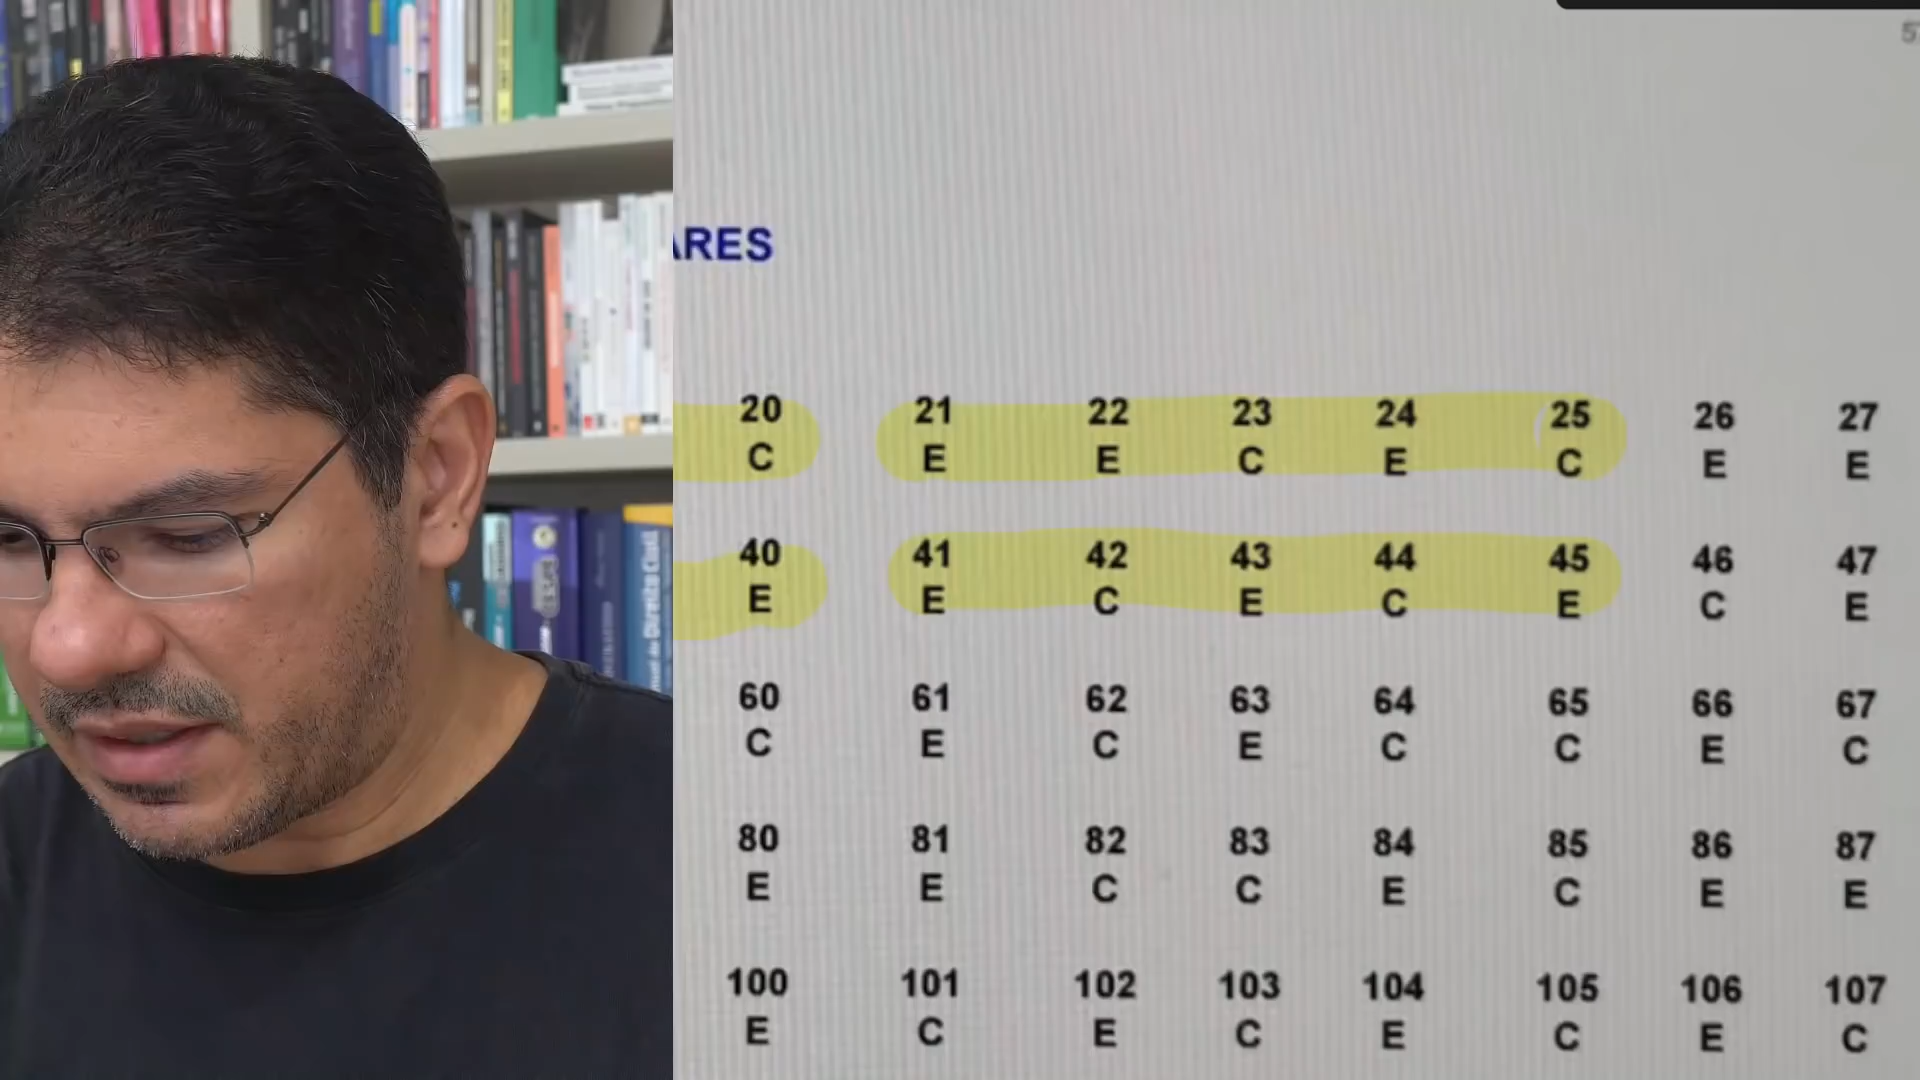 ARES
20 21 22 23 24 25 26 27
C E E C E C E E
40 41 42 43 44 45 46 47
E E C E C E C E
60 61 62 63 64 65 66 67
C E C E C C E C
80 81 82 83 84 85 86 87
E E C C E C E E
100 101 102 103 104 105 106 107
E C E C E C E C
Direito Civil